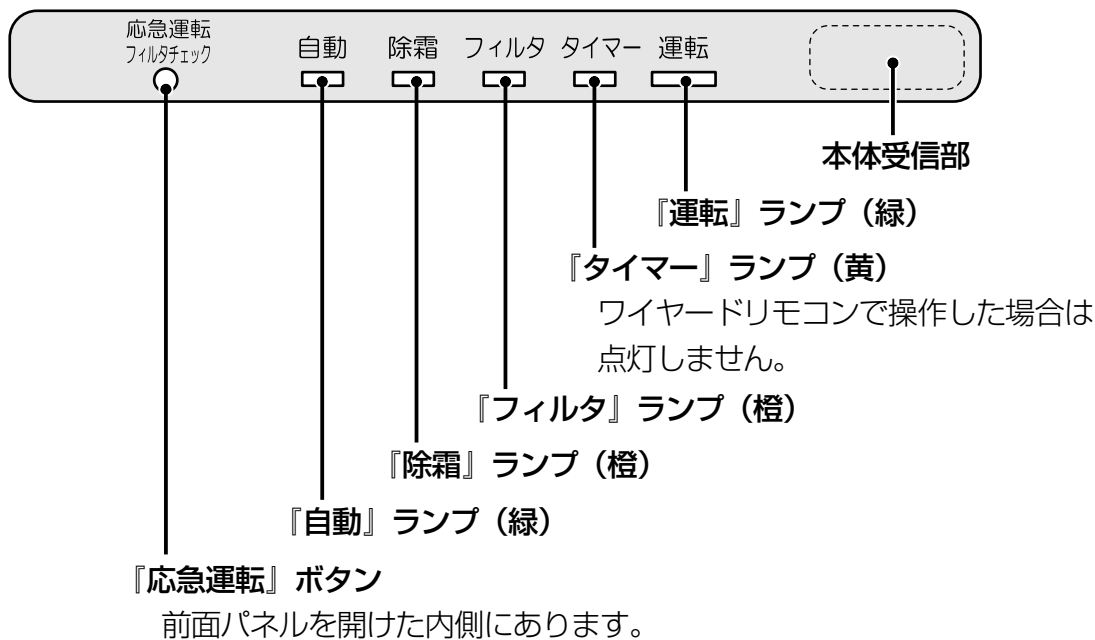 応急運転
フィルタチェック
自動 除霜 フィルタ タイマー 運転
本体受信部
『運転』ランプ（緑）
『タイマー』ランプ（黄）
ワイヤードリモコンで操作した場合は
点灯しません。
『フィルタ』ランプ（橙）
『除霜』ランプ（橙）
『自動』ランプ（緑）
『応急運転』ボタン
前面パネルを開けた内側にあります。